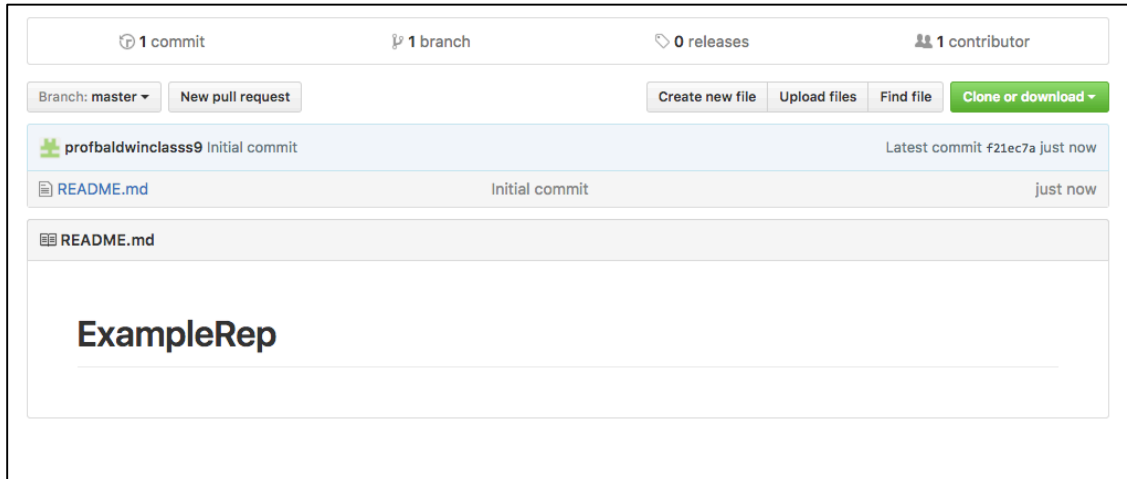 1 commit 1 branch 0 releases 1 contributor
Branch: master New pull request Create new file Upload files Find file Clone or download
profbaldwinclasss9 Initial commit Latest commit f21ec7a just now
README.md Initial commit just now
README.md
ExampleRep